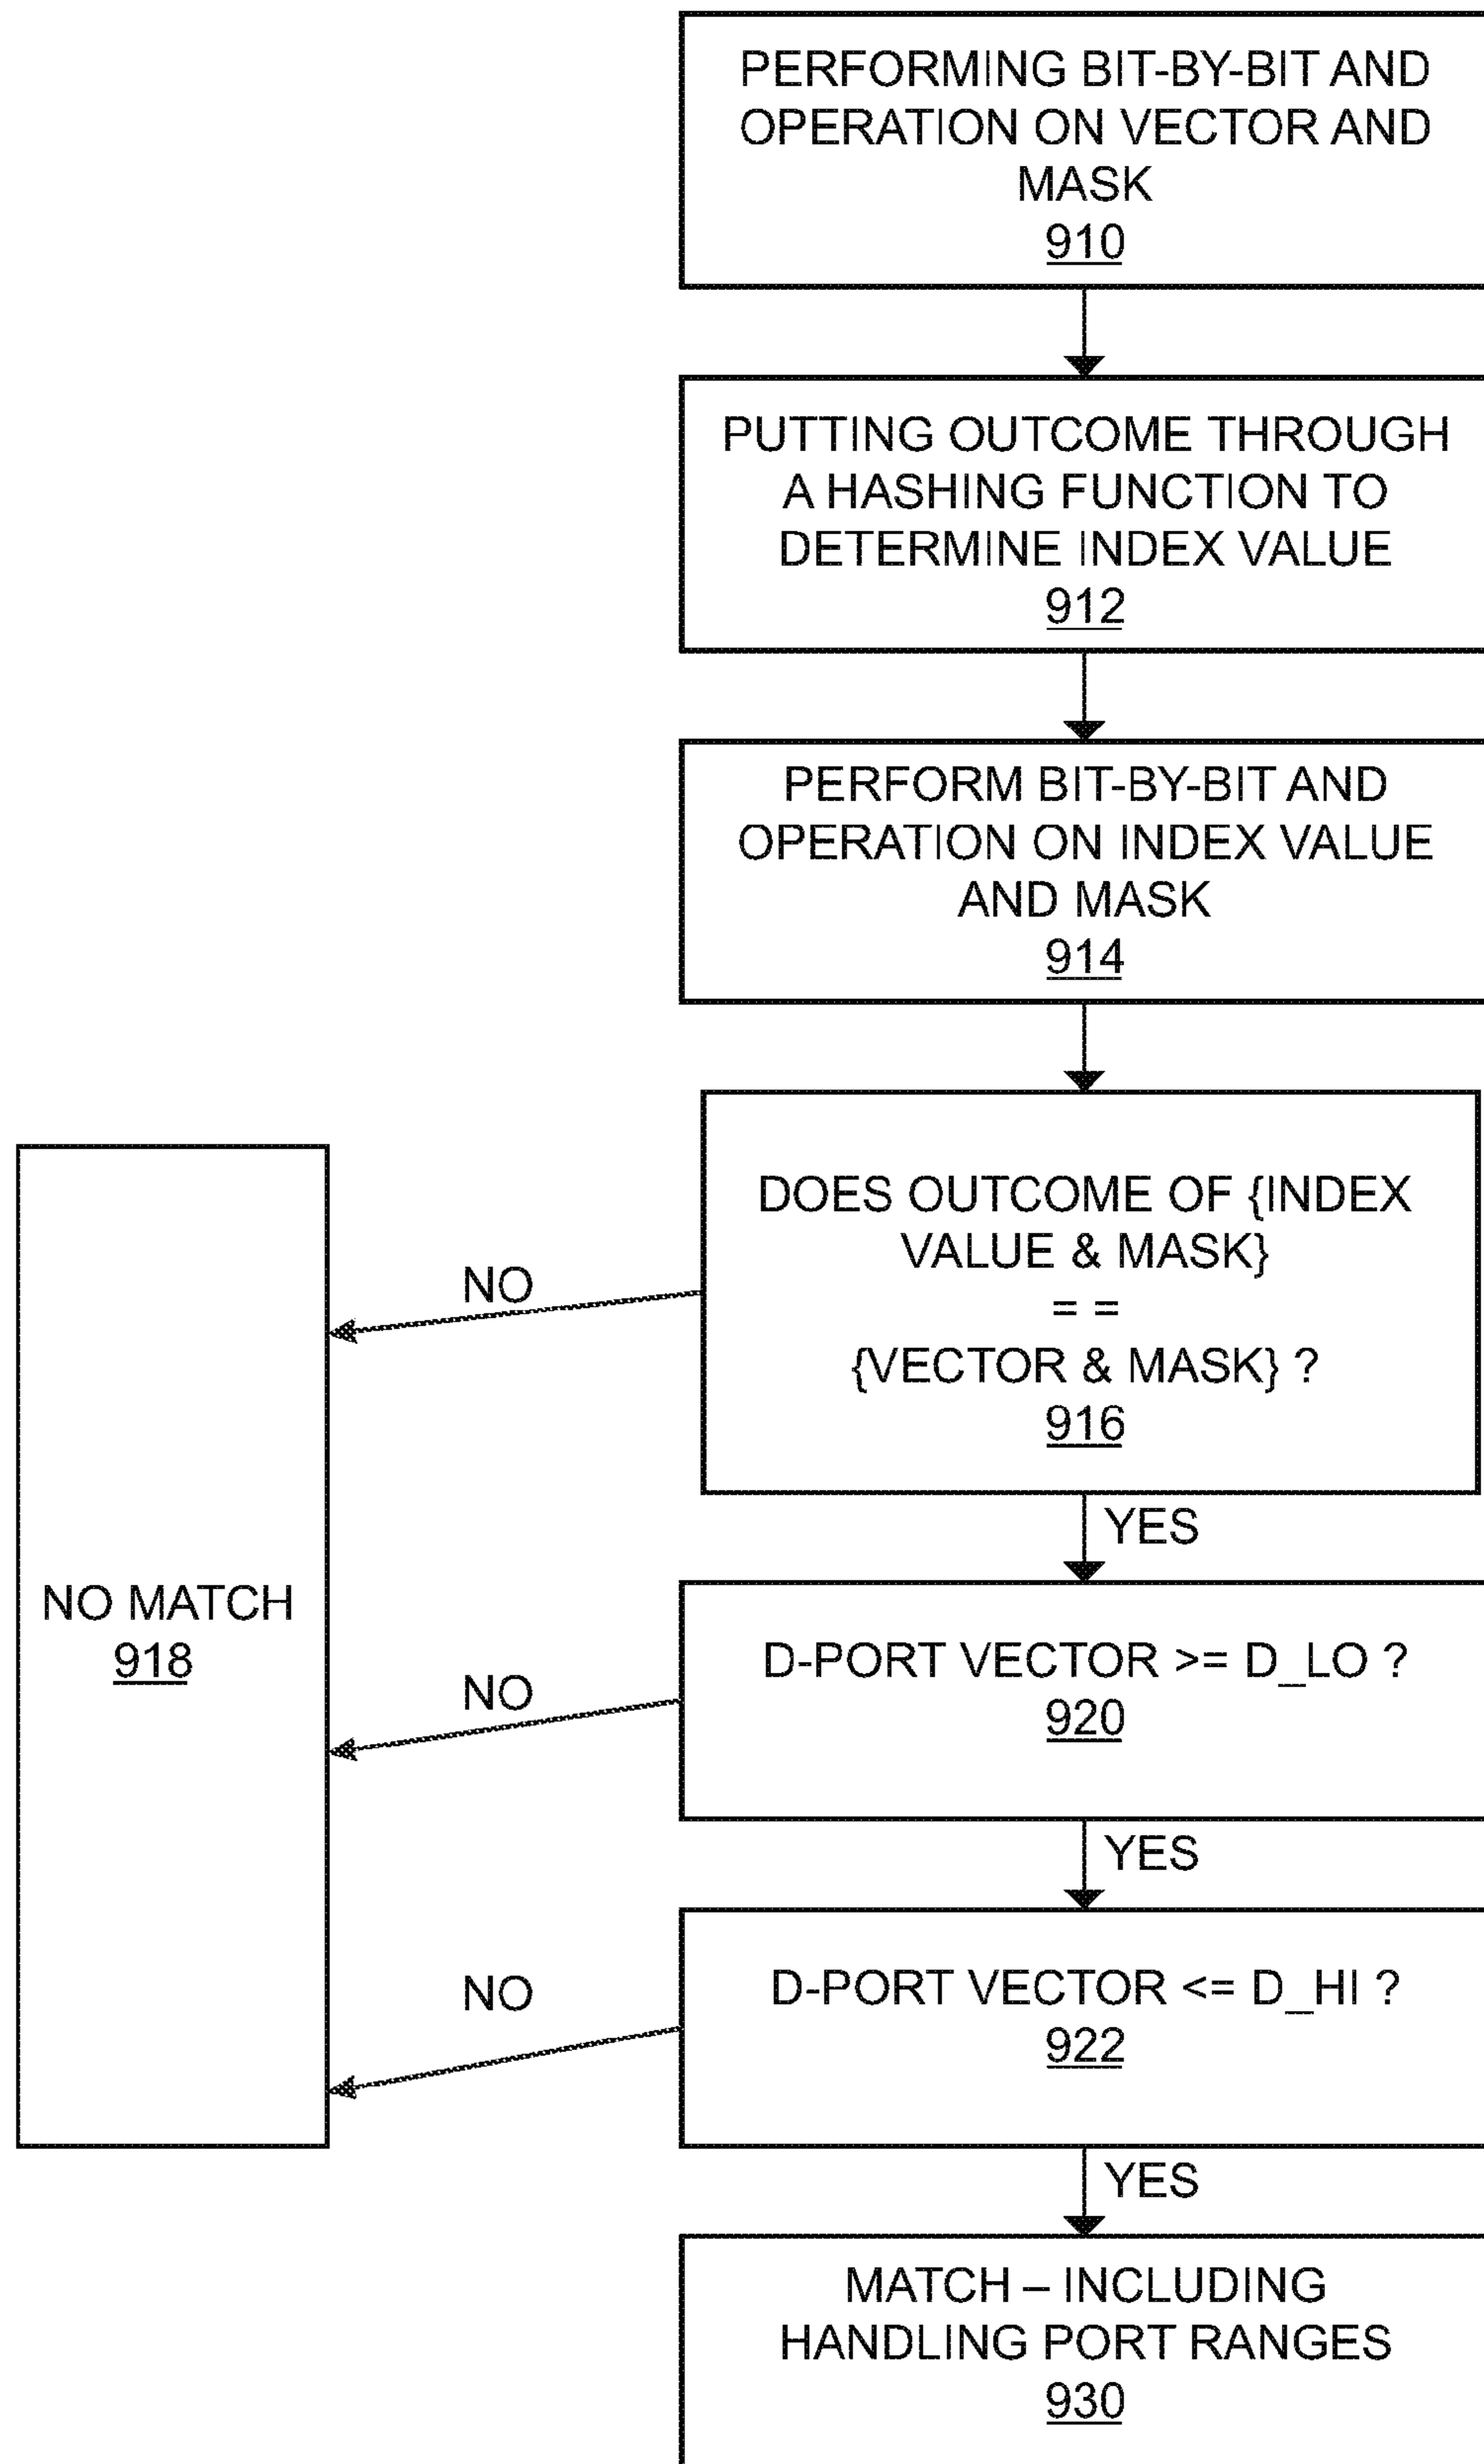 PERFORMING BIT-BY-BIT AND
OPERATION ON VECTOR AND
MASK
910
PUTTING OUTCOME THROUGH
A HASHING FUNCTION TO
DETERMINE INDEX VALUE
912
PERFORM BIT-BY-BIT AND
OPERATION ON INDEX VALUE
AND MASK
914
DOES OUTCOME OF {INDEX
VALUE & MASK}
= =
{VECTOR & MASK} ?
916
NO
YES
NO MATCH
918
D-PORT VECTOR >= D_LO ?
920
NO
YES
D-PORT VECTOR <= D_HI ?
922
NO
YES
MATCH – INCLUDING
HANDLING PORT RANGES
930